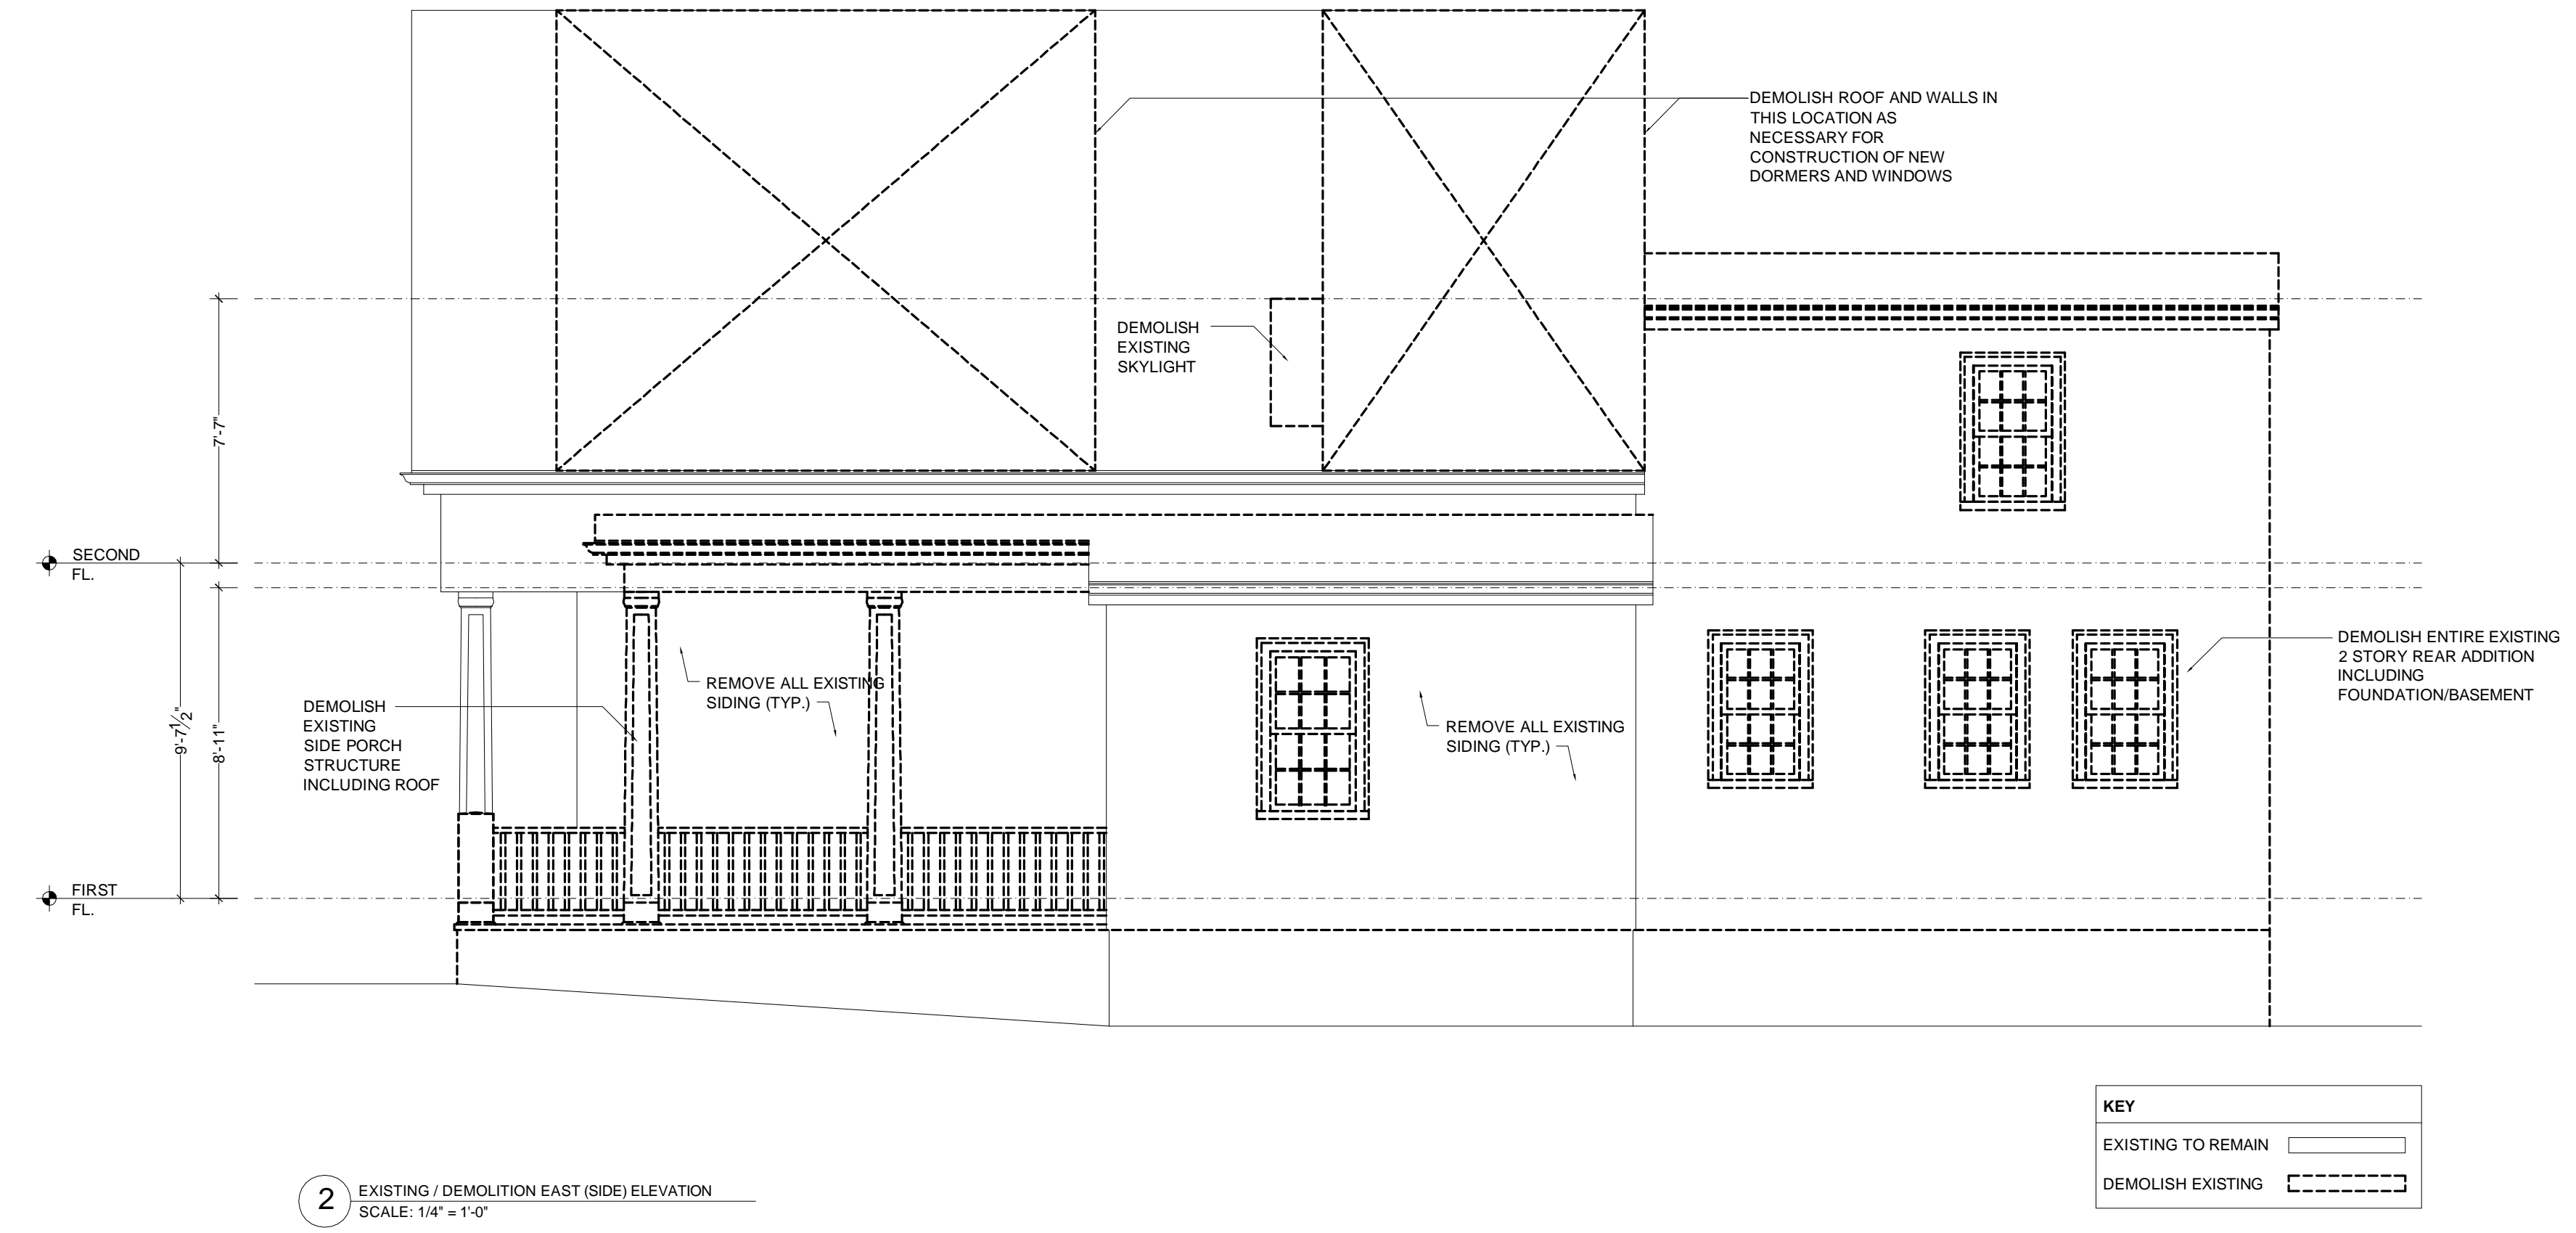 DEMOLISH ROOF AND WALLS IN
THIS LOCATION AS
NECESSARY FOR
CONSTRUCTION OF NEW
DORMERS AND WINDOWS
DEMOLISH
EXISTING
SKYLIGHT
7'-7"
SECOND
FL.
9'-7 1/2"
8'-11"
DEMOLISH
EXISTING
SIDE PORCH
STRUCTURE
INCLUDING ROOF
REMOVE ALL EXISTING
SIDING (TYP.)
REMOVE ALL EXISTING
SIDING (TYP.)
DEMOLISH ENTIRE EXISTING
2 STORY REAR ADDITION
INCLUDING
FOUNDATION/BASEMENT
FIRST
FL.
KEY
EXISTING TO REMAIN
DEMOLISH EXISTING
2
EXISTING / DEMOLITION EAST (SIDE) ELEVATION
SCALE: 1/4" = 1'-0"